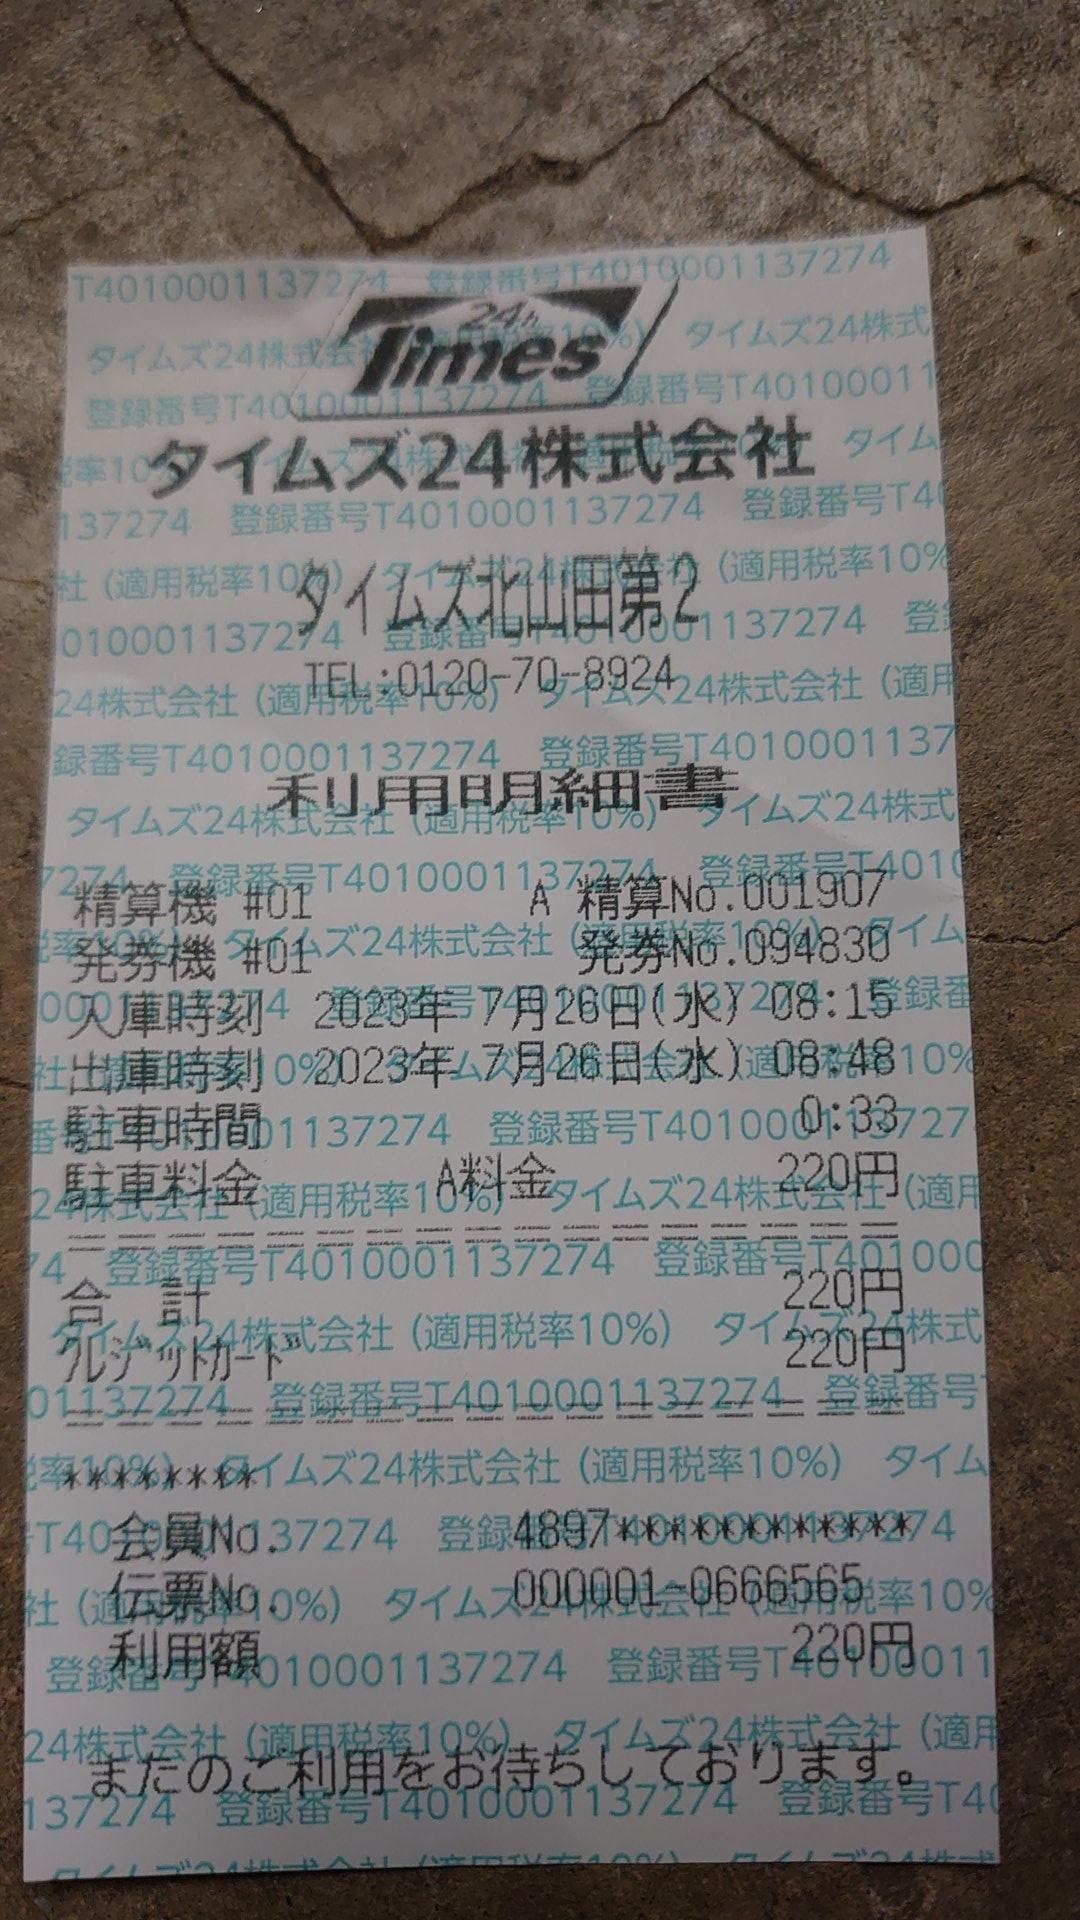 24h
Times
タイムズ24株式会社
タイムズ北山田第2
TEL:0120-70-8924
利用明細書
精算機 #01 A 精算No.001907
発券機 #01 発券No.094830
入庫時刻 2023年 7月26日(水) 08:15
出庫時刻 2023年 7月26日(水) 08:48
駐車時間 0:33
駐車料金 A料金 220円
合 計 220円
クレジットカード 220円
********
会員No. 4897************
伝票No. 000001-0666565
利用額 220円
またのご利用をお待ちしております。
タイムズ24株式会社 (適用税率10%)
登録番号T4010001137274